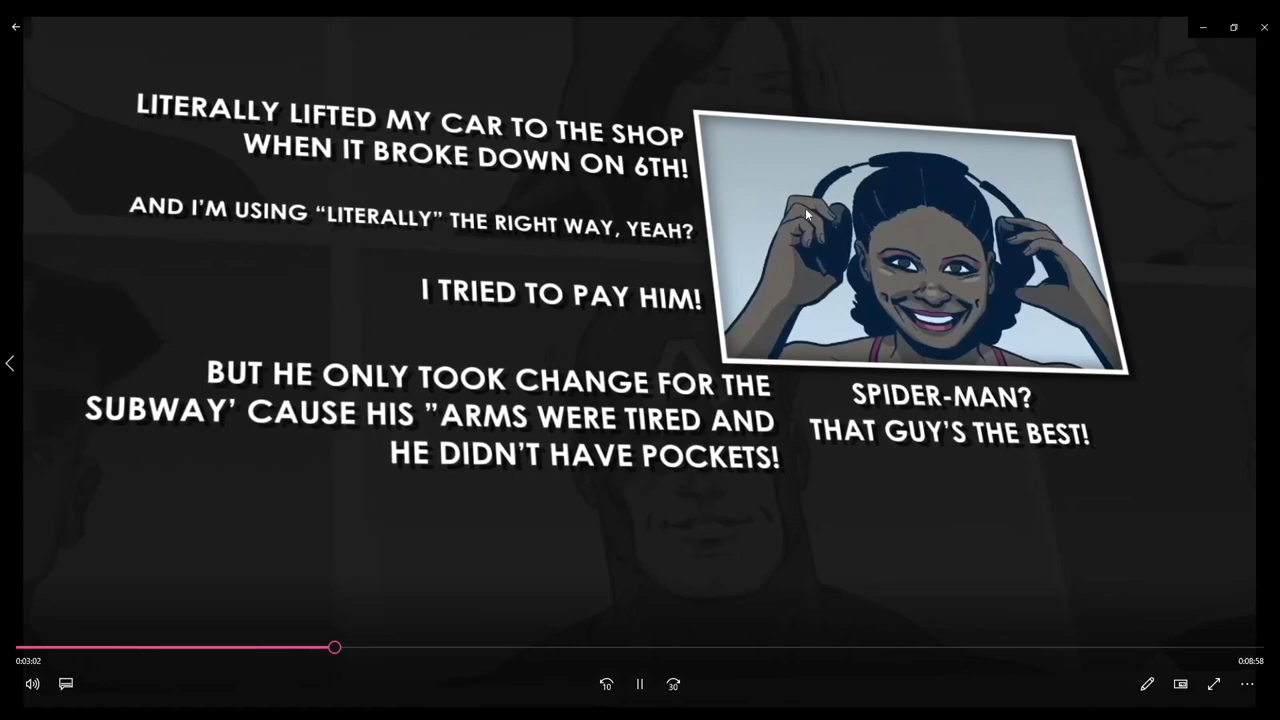 LITERALLY LIFTED MY CAR TO THE SHOP
WHEN IT BROKE DOWN ON 6TH!
AND I'M USING “LITERALLY” THE RIGHT WAY, YEAH?
I TRIED TO PAY HIM!
BUT HE ONLY TOOK CHANGE FOR THE
SUBWAY’ CAUSE HIS ”ARMS WERE TIRED AND
HE DIDN’T HAVE POCKETS!
SPIDER-MAN?
THAT GUY’S THE BEST!
0:03:02
0:08:58
10
30